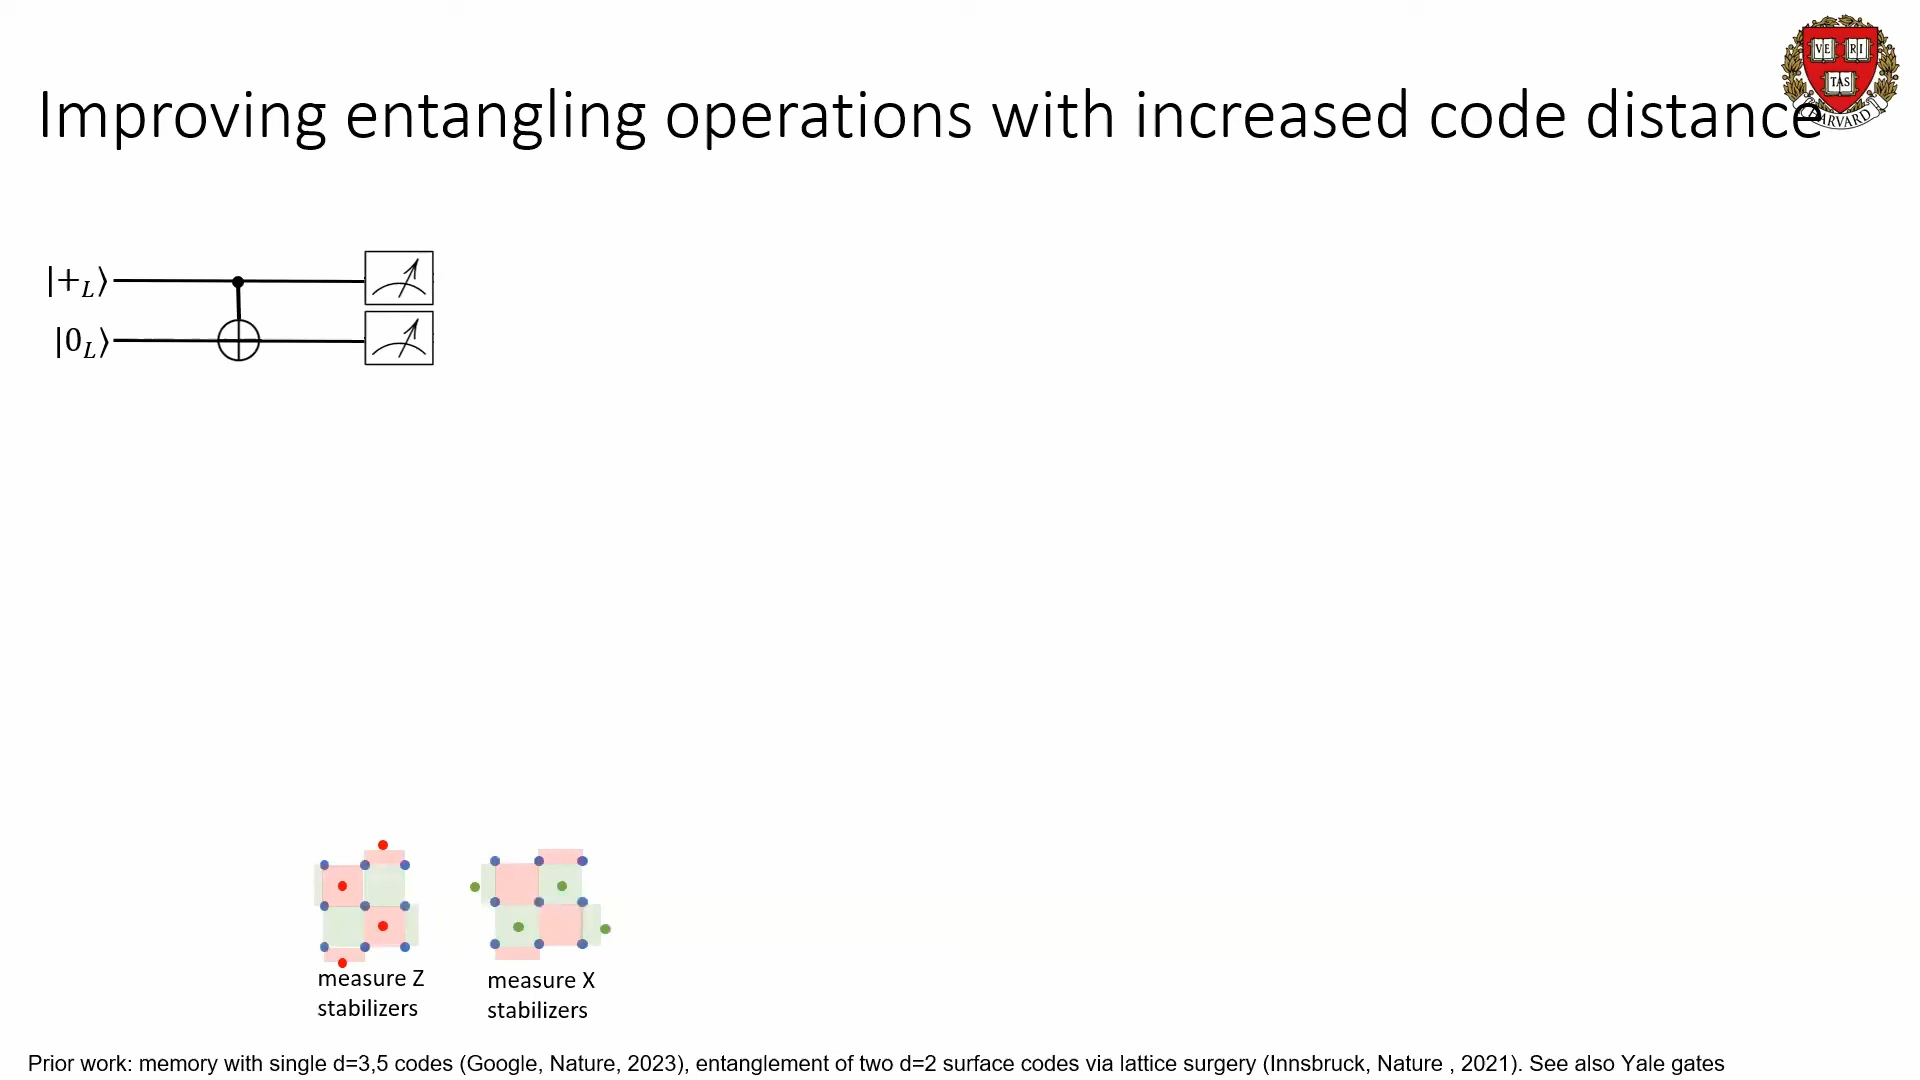 VE RI
TAS
HARVARD
Improving entangling operations with increased code distance
|+L⟩
|0L⟩
measure Z
stabilizers
measure X
stabilizers
Prior work: memory with single d=3,5 codes (Google, Nature, 2023), entanglement of two d=2 surface codes via lattice surgery (Innsbruck, Nature , 2021). See also Yale gates